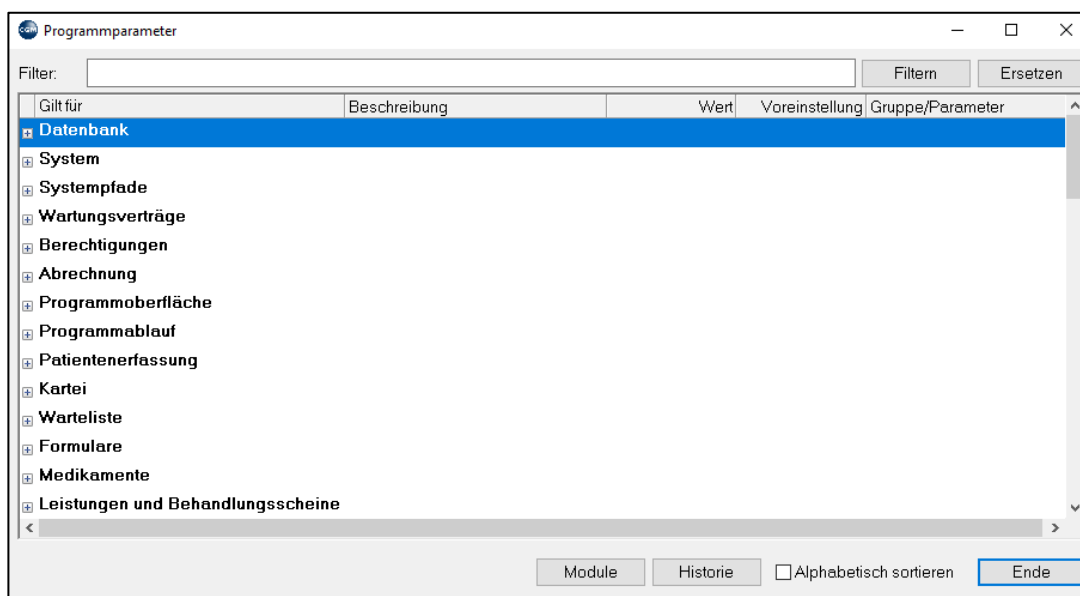 CGM Programmparameter
Filter: Filtern Ersetzen
Gilt für Beschreibung Wert Voreinstellung Gruppe/Parameter
Datenbank
System
Systempfade
Wartungsverträge
Berechtigungen
Abrechnung
Programmoberfläche
Programmablauf
Patientenerfassung
Kartei
Warteliste
Formulare
Medikamente
Leistungen und Behandlungsscheine
Module Historie Alphabetisch sortieren Ende